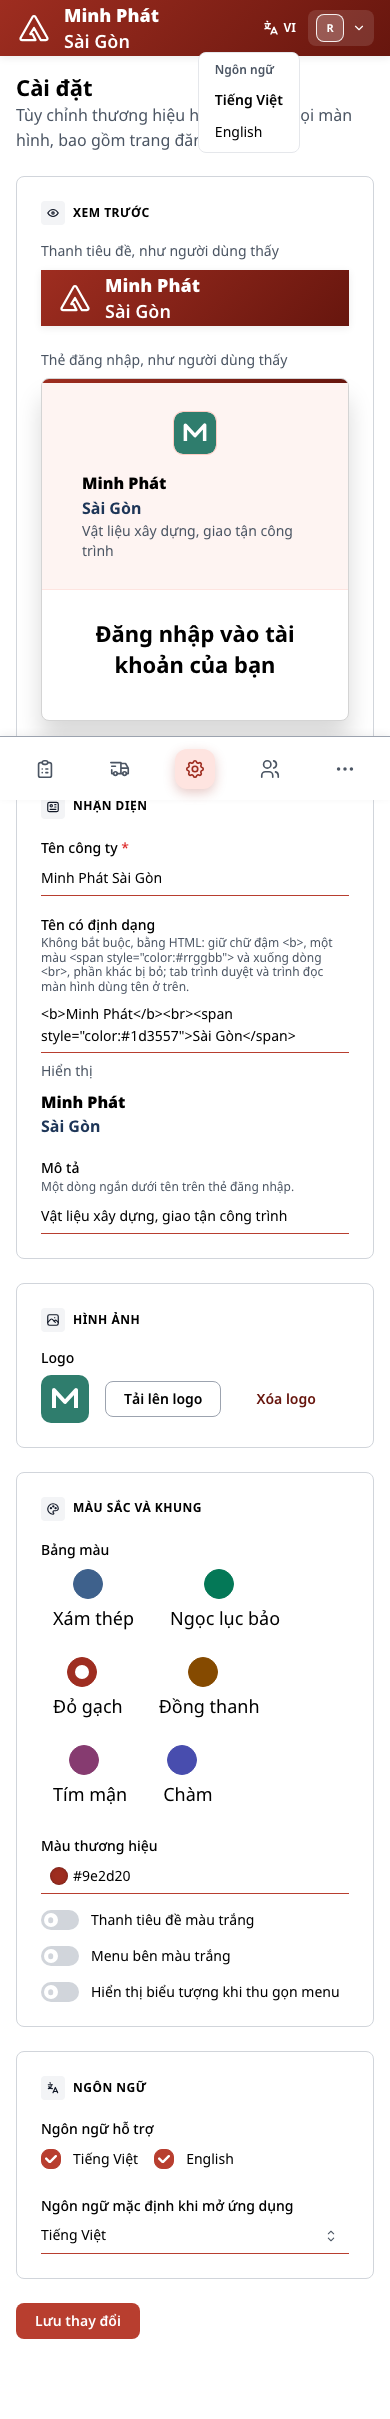 Minh Phát
Sài Gòn
VI
R
Ngôn ngữ
Tiếng Việt
English
Cài đặt
Tùy chỉnh thương hiệu h
ọi màn
hình, bao gồm trang đăn
XEM TRƯỚC
Thanh tiêu đề, như người dùng thấy
Minh Phát
Sài Gòn
Thẻ đăng nhập, như người dùng thấy
M
Minh Phát
Sài Gòn
Vật liệu xây dựng, giao tận công
trình
Đăng nhập vào tài
khoản của bạn
NHẬN DIỆN
Tên công ty *
Minh Phát Sài Gòn
Tên có định dạng
Không bắt buộc, bằng HTML: giữ chữ đậm <b>, một
màu <span style="color:#rrggbb"> và xuống dòng
<br>, phần khác bị bỏ; tab trình duyệt và trình đọc
màn hình dùng tên ở trên.
<b>Minh Phát</b><br><span
style="color:#1d3557">Sài Gòn</span>
Hiển thị
Minh Phát
Sài Gòn
Mô tả
Một dòng ngắn dưới tên trên thẻ đăng nhập.
Vật liệu xây dựng, giao tận công trình
HÌNH ẢNH
Logo
M
Tải lên logo
Xóa logo
MÀU SẮC VÀ KHUNG
Bảng màu
Xám thép
Ngọc lục bảo
Đỏ gạch
Đồng thanh
Tím mận
Chàm
Màu thương hiệu
#9e2d20
Thanh tiêu đề màu trắng
Menu bên màu trắng
Hiển thị biểu tượng khi thu gọn menu
NGÔN NGỮ
Ngôn ngữ hỗ trợ
Tiếng Việt
English
Ngôn ngữ mặc định khi mở ứng dụng
Tiếng Việt
Lưu thay đổi